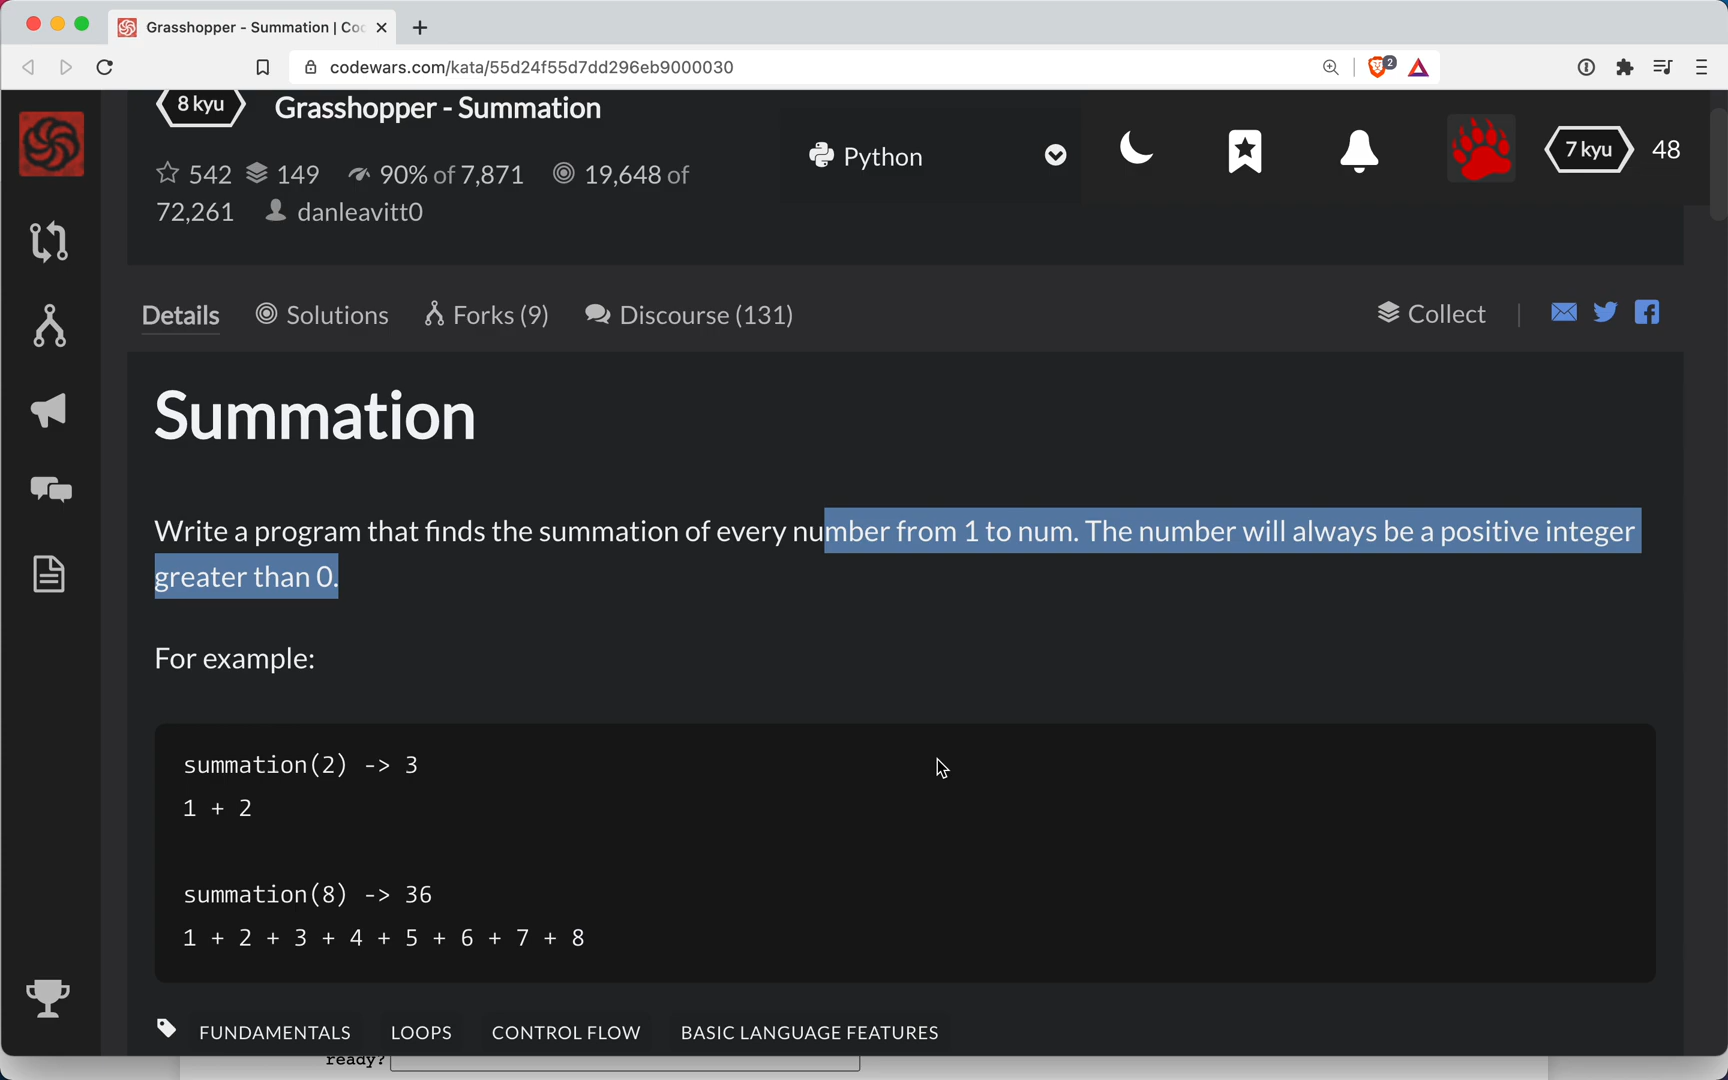 Grasshopper - Summation | Co
codewars.com/kata/55d24f55d7dd296eb9000030
2
8 kyu
Grasshopper - Summation
Python
7 kyu
48
542 149 90% of 7,871 19,648 of
72,261 danleavitt0
Details
Solutions
Forks (9)
Discourse (131)
Collect
Summation
Write a program that finds the summation of every number from 1 to num. The number will always be a positive integer
greater than 0.
For example:
summation(2) -> 3
1 + 2
summation(8) -> 36
1 + 2 + 3 + 4 + 5 + 6 + 7 + 8
FUNDAMENTALS LOOPS CONTROL FLOW BASIC LANGUAGE FEATURES
ready?